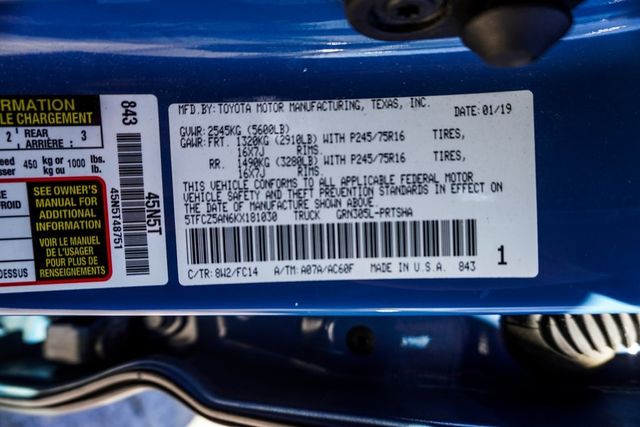 RMATION
LE CHARGEMENT
2 REAR 3
ARRIÈRE :
450 kg or 1000 lbs.
kg ou lb.
FROID
DESSUS
SEE OWNER'S
MANUAL FOR
ADDITIONAL
INFORMATION
VOIR LE MANUEL
DE L'USAGER
POUR PLUS DE
RENSEIGNEMENTS
843
45N5148751
45N5T
MFD.BY:TOYOTA MOTOR MANUFACTURING, TEXAS, INC.
DATE: 01/19
GVWR: 2545KG (5600LB)
GAWR: FRT. 1320KG (2910LB) WITH P245/75R16 TIRES,
16X7J RIMS.
RR. 1490KG (3280LB) WITH P245/75R16 TIRES,
16X7J RIMS.
THIS VEHICLE CONFORMS TO ALL APPLICABLE FEDERAL MOTOR
VEHICLE SAFETY AND THEFT PREVENTION STANDARDS IN EFFECT ON
THE DATE OF MANUFACTURE SHOWN ABOVE.
5TFCZ5AN6KX181030 TRUCK GRN305L-PRTSHA
C/TR: 8W2/FC14 A/TM: A07A/AC60F MADE IN U.S.A. 843
1